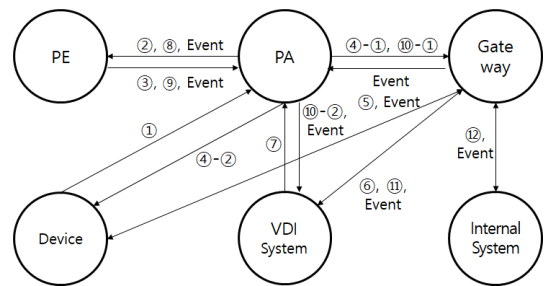 ②, ⑧, Event
④-①, ⑩-①
PE
PA
Gate
way
③, ⑨, Event
Event
①
⑩-②,
Event
⑤, Event
④-②
⑦
⑫,
Event
⑥, ⑪,
Event
Device
VDI
System
Internal
System